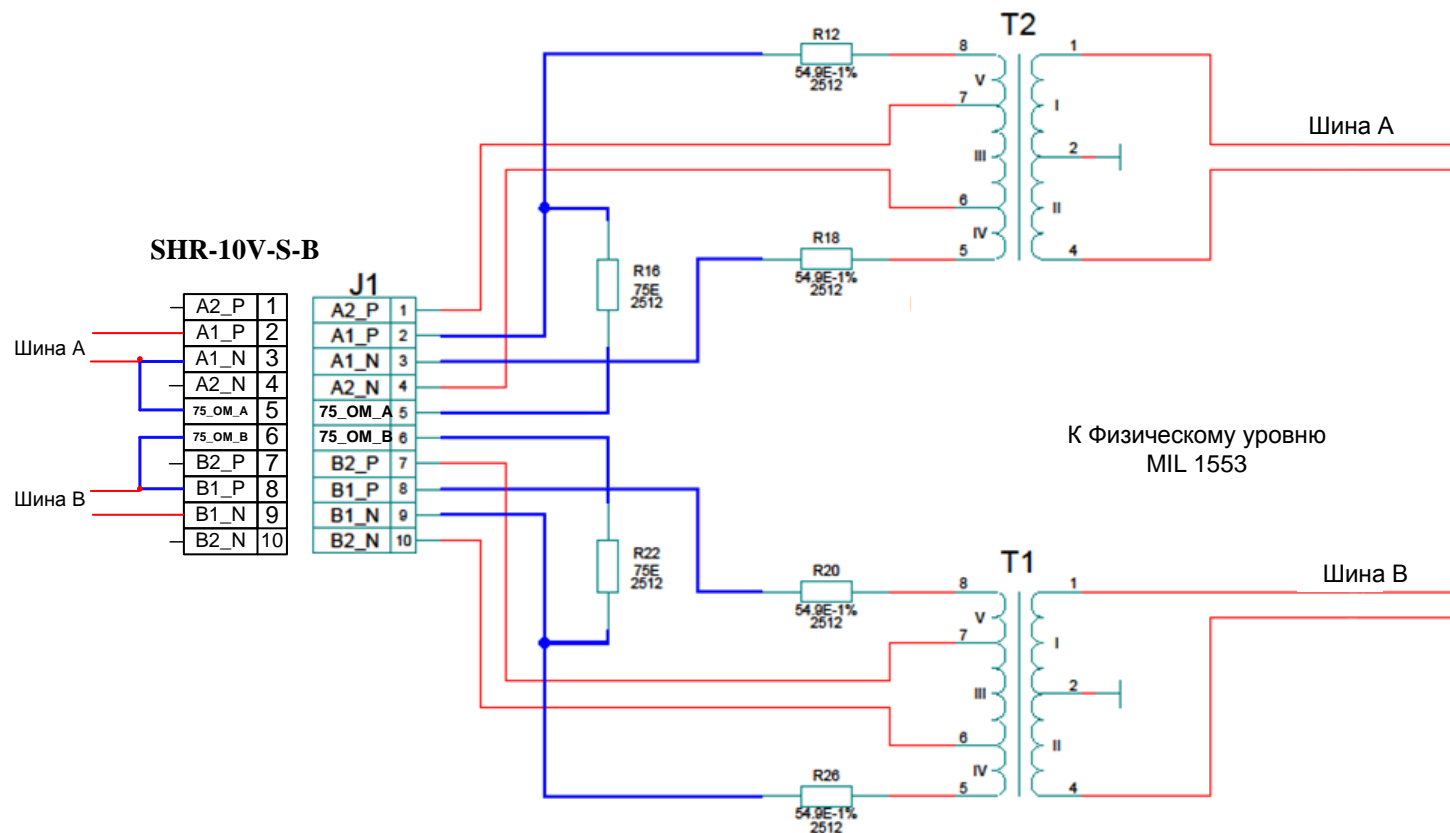 T2
R12
54.9E-1%
2512
8
V
7
III
6
IV
5
1
I
2
II
4
Шина А
R18
54.9E-1%
2512
R16
75E
2512
SHR-10V-S-B
J1
A2_P 1
A1_P 2
A1_N 3
A2_N 4
75_OM_A 5
75_OM_B 6
B2_P 7
B1_P 8
B1_N 9
B2_N 10
Шина А
Шина В
A2_P 1
A1_P 2
A1_N 3
A2_N 4
75_OM_A 5
75_OM_B 6
B2_P 7
B1_P 8
B1_N 9
B2_N 10
К Физическому уровню
MIL 1553
R22
75E
2512
T1
R20
54.9E-1%
2512
8
V
7
III
6
IV
5
1
I
2
II
4
Шина В
R26
54.9E-1%
2512